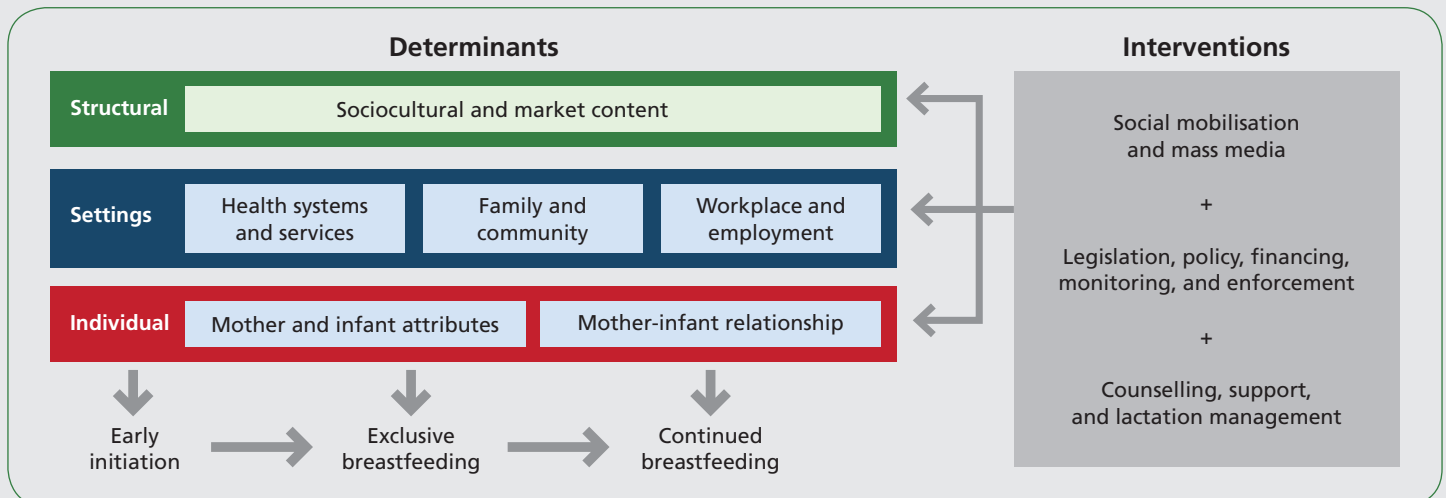 Determinants
Structural
Sociocultural and market content
Settings
Health systems
and services
Family and
community
Workplace and
employment
Individual
Mother and infant attributes
Mother-infant relationship
Early
initiation
Exclusive
breastfeeding
Continued
breastfeeding
Interventions
Social mobilisation
and mass media
+
Legislation, policy, financing,
monitoring, and enforcement
+
Counselling, support,
and lactation management